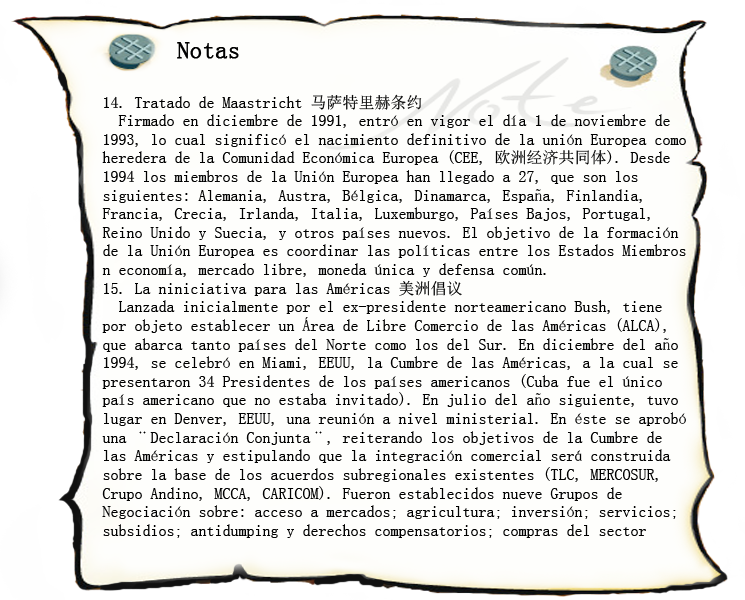 Notas
Note
14. Tratado de Maastricht 马萨特里赫条约
Firmado en diciembre de 1991, entró en vigor el día 1 de noviembre de
1993, lo cual significó el nacimiento definitivo de la unión Europea como
heredera de la Comunidad Económica Europea (CEE, 欧洲经济共同体). Desde
1994 los miembros de la Unión Europea han llegado a 27, que son los
siguientes: Alemania, Austra, Bélgica, Dinamarca, España, Finlandia,
Francia, Crecia, Irlanda, Italia, Luxemburgo, Países Bajos, Portugal,
Reino Unido y Suecia, y otros países nuevos. El objetivo de la formación
de la Unión Europea es coordinar las políticas entre los Estados Miembros
n economía, mercado libre, moneda única y defensa común.
15. La niniciativa para las Américas 美洲倡议
Lanzada inicialmente por el ex-presidente norteamericano Bush, tiene
por objeto establecer un Área de Libre Comercio de las Américas (ALCA),
que abarca tanto países del Norte como los del Sur. En diciembre del año
1994, se celebró en Miami, EEUU, la Cumbre de las Américas, a la cual se
presentaron 34 Presidentes de los países americanos (Cuba fue el único
país americano que no estaba invitado). En julio del año siguiente, tuvo
lugar en Denver, EEUU, una reunión a nivel ministerial. En éste se aprobó
una ¨Declaración Conjunta¨, reiterando los objetivos de la Cumbre de
las Américas y estipulando que la integración comercial será construida
sobre la base de los acuerdos subregionales existentes (TLC, MERCOSUR,
Crupo Andino, MCCA, CARICOM). Fueron establecidos nueve Grupos de
Negociación sobre: acceso a mercados; agricultura; inversión; servicios;
subsidios; antidumping y derechos compensatorios; compras del sector